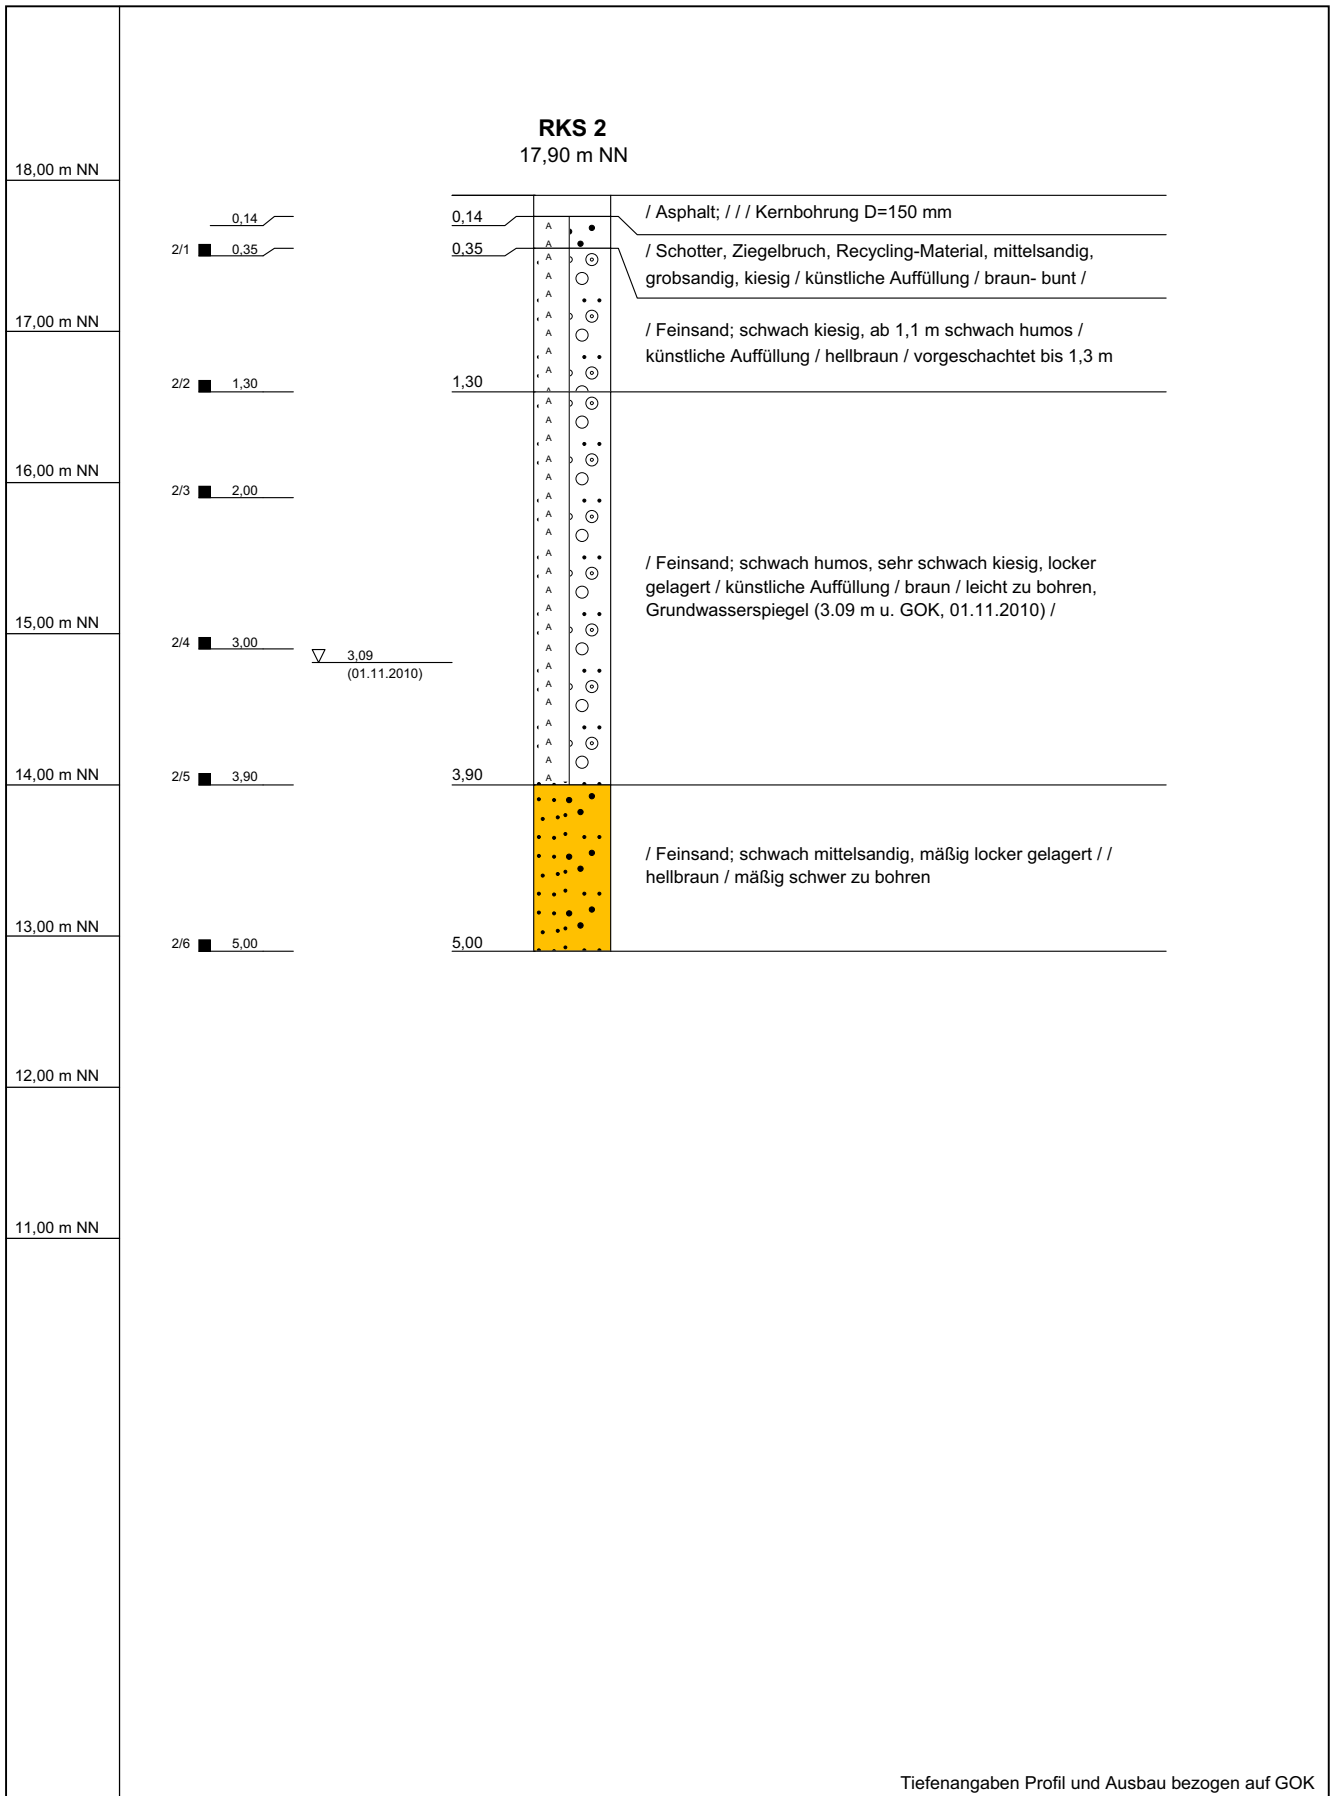 RKS 2
17,90 m NN
18,00 m NN
0,14
0,14
/ Asphalt; / / / Kernbohrung D=150 mm
2/1
0,35
0,35
/ Schotter, Ziegelbruch, Recycling-Material, mittelsandig,
grobsandig, kiesig / künstliche Auffüllung / braun- bunt /
17,00 m NN
/ Feinsand; schwach kiesig, ab 1,1 m schwach humos /
künstliche Auffüllung / hellbraun / vorgeschachtet bis 1,3 m
2/2
1,30
1,30
16,00 m NN
2/3
2,00
/ Feinsand; schwach humos, sehr schwach kiesig, locker
gelagert / künstliche Auffüllung / braun / leicht zu bohren,
Grundwasserspiegel (3.09 m u. GOK, 01.11.2010) /
15,00 m NN
2/4
3,00
3,09
(01.11.2010)
14,00 m NN
2/5
3,90
3,90
/ Feinsand; schwach mittelsandig, mäßig locker gelagert / /
hellbraun / mäßig schwer zu bohren
13,00 m NN
2/6
5,00
5,00
12,00 m NN
11,00 m NN
Tiefenangaben Profil und Ausbau bezogen auf GOK